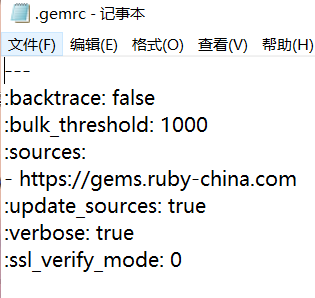 .gemrc - 记事本
文件(F) 编辑(E) 格式(O) 查看(V) 帮助(H)
---
:backtrace: false
:bulk_threshold: 1000
:sources:
- https://gems.ruby-china.com
:update_sources: true
:verbose: true
:ssl_verify_mode: 0